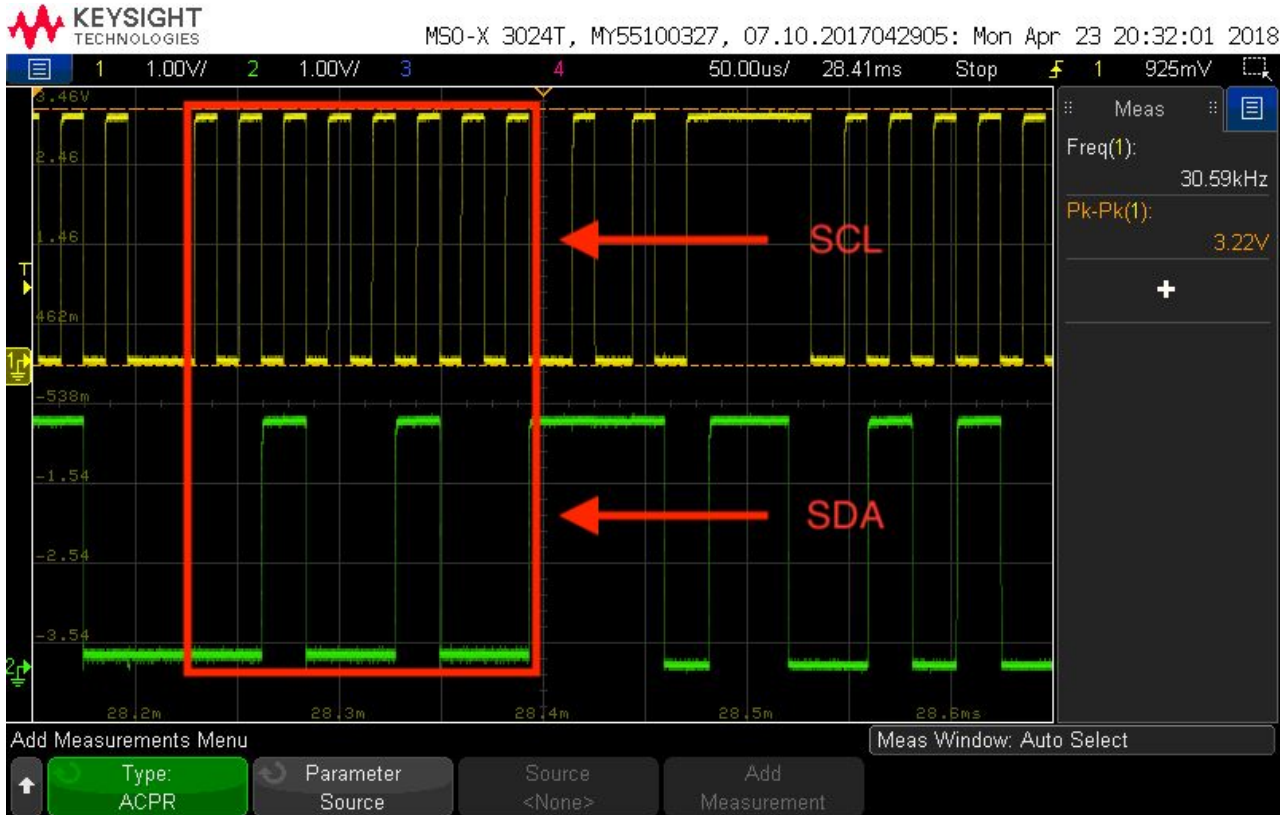 KEYSIGHT
TECHNOLOGIES
MSO-X 3024T, MY55100327, 07.10.2017042905: Mon Apr 23 20:32:01 2018
1 1.00V/ 2 1.00V/ 3 4 50.00us/ 28.41ms Stop 1 925mV
3.46V
2.46
1.46
462m
-538m
-1.54
-2.54
-3.54
T
1
2
SCL
SDA
28.2m 28.3m 28.4m 28.5m 28.6ms
Meas
Freq(1):
30.59kHz
Pk-Pk(1):
3.22V
+
Add Measurements Menu
Meas Window: Auto Select
Type:
ACPR
Parameter
Source
Source
<None>
Add
Measurement